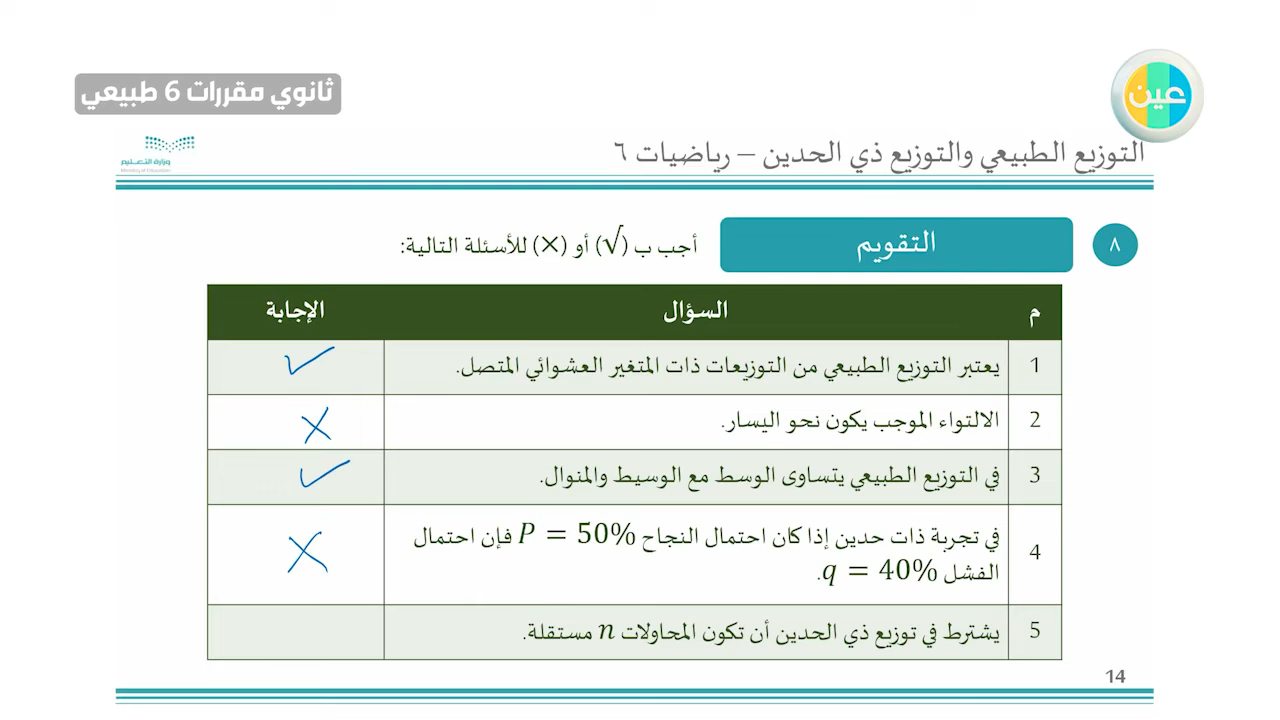 ثانوي مقررات 6 طبيعي
عين
وزارة التعليم
Ministry of Education
التوزيع الطبيعي والتوزيع ذي الحدين – رياضيات ٦
٨
التقويم
أجب ب (√) أو (×) للأسئلة التالية:
م السؤال الإجابة
1 يعتبر التوزيع الطبيعي من التوزيعات ذات المتغير العشوائي المتصل. ✓
2 الالتواء الموجب يكون نحو اليسار. ×
3 في التوزيع الطبيعي يتساوى الوسط مع الوسيط والمنوال. ✓
4 في تجربة ذات حدين إذا كان احتمال النجاح P = 50% فإن احتمال
الفشل q = 40%. ×
5 يشترط في توزيع ذي الحدين أن تكون المحاولات n مستقلة.
14